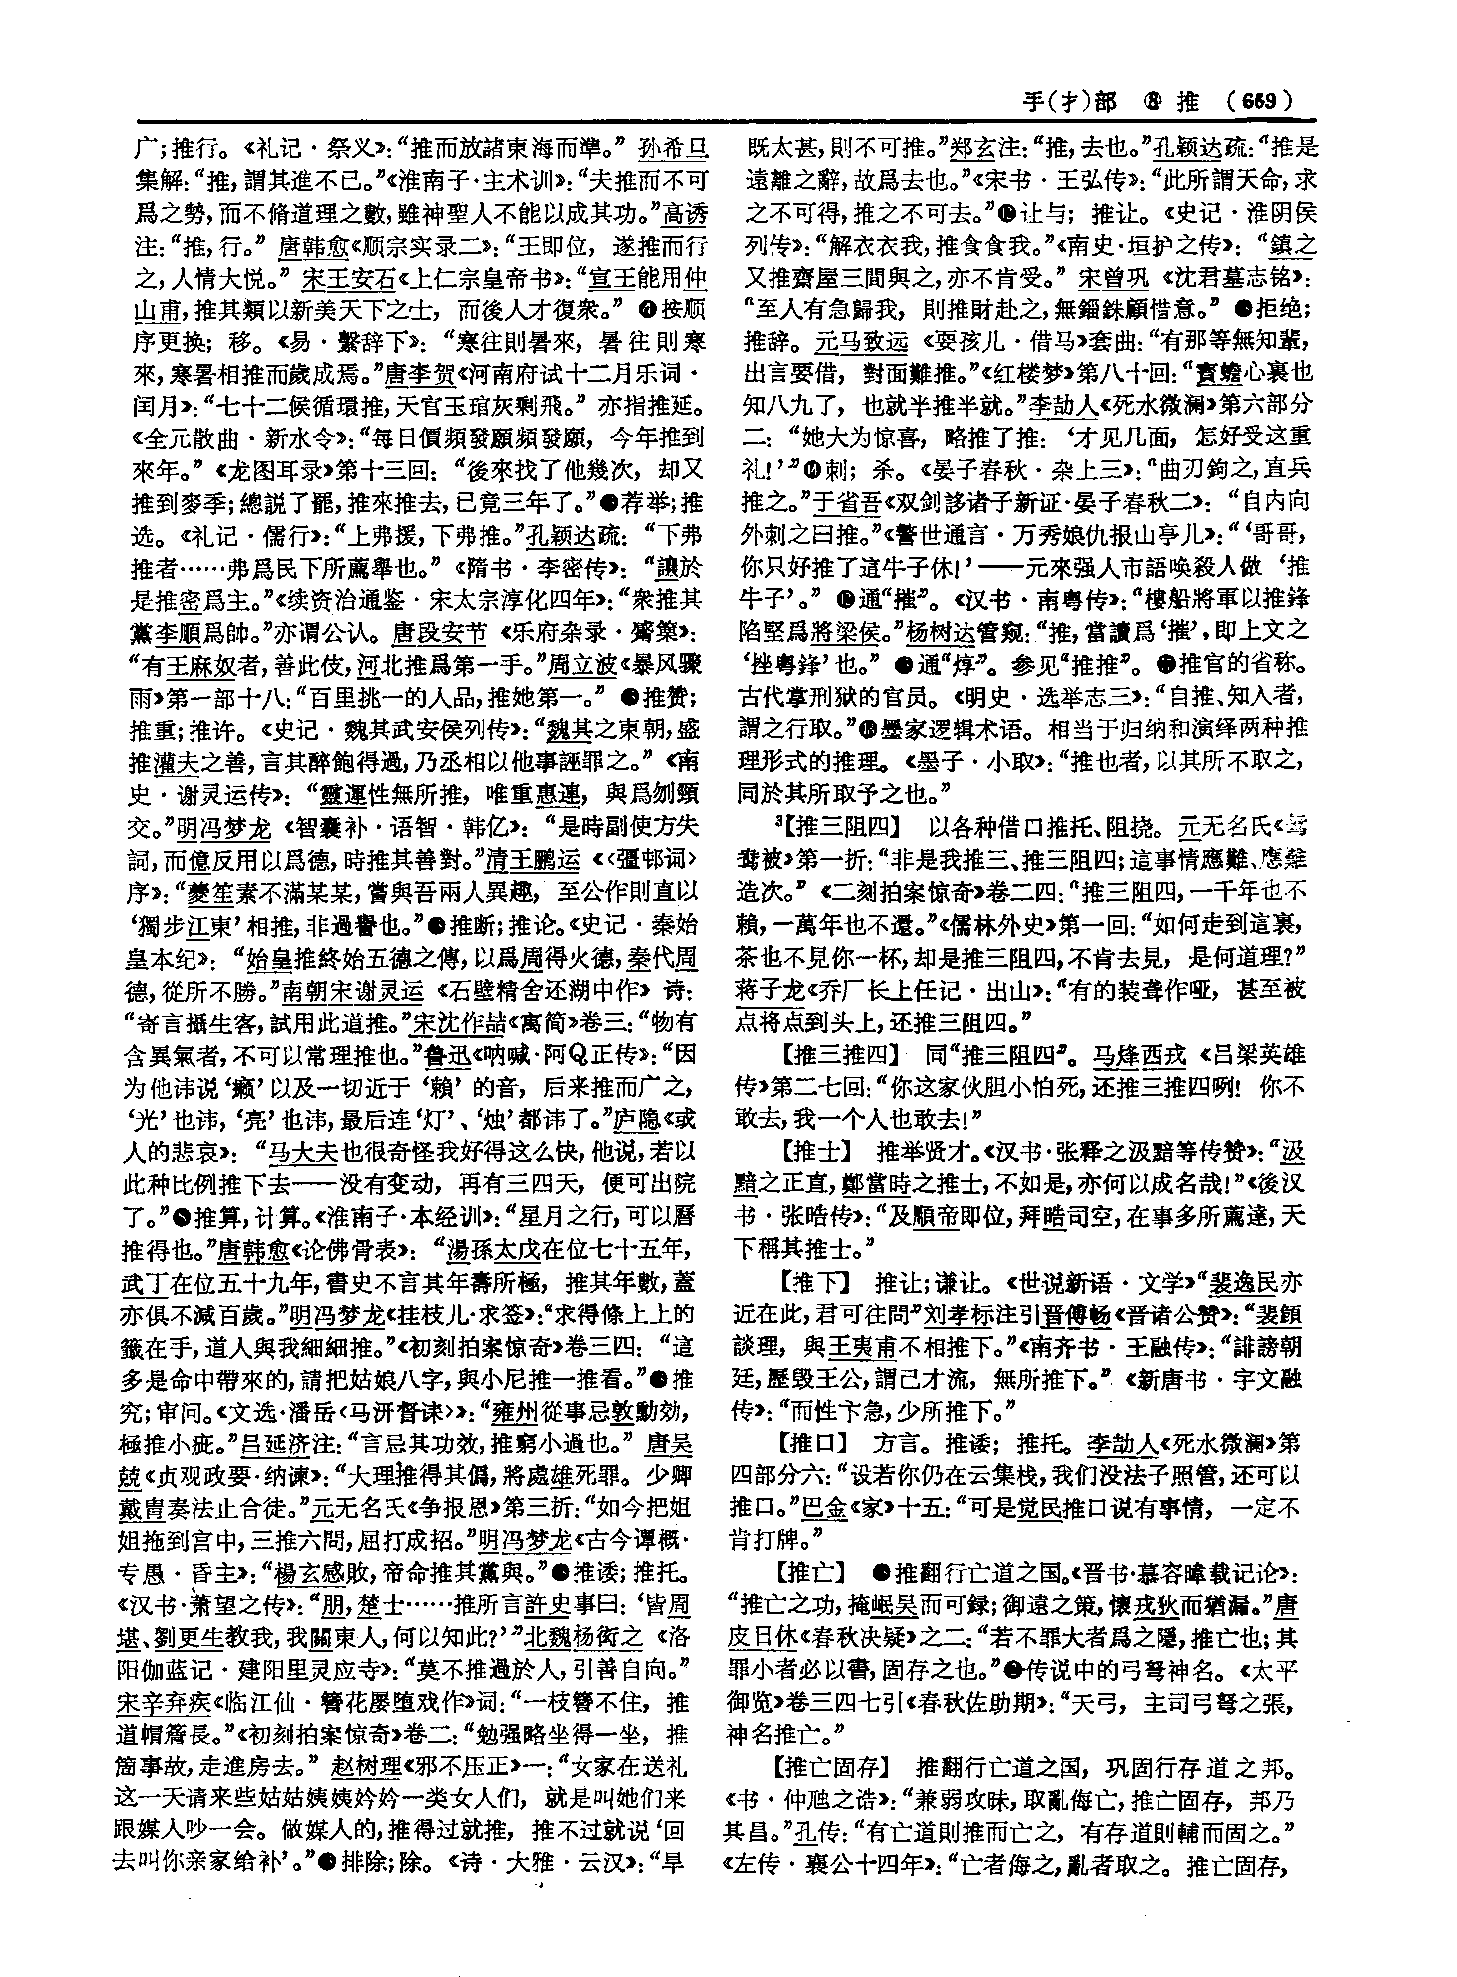 手(扌)部 ⑧ 推 (669)
广;推行。《礼记·祭义》:“推而放諸東海而準。”孙希旦
集解:“推,謂其進不已。”《淮南子·主术训》:“夫推而不可
爲之勢,而不脩道理之數,雖神聖人不能以成其功。”高诱
注:“推,行。”唐韩愈《顺宗实录二》:“王即位,遂推而行
之,人情大悦。”宋王安石《上仁宗皇帝书》:“宣王能用仲
山甫,推其類以新美天下之士,而後人才復衆。”④按顺
序更换;移。《易·繫辞下》:“寒往則暑來,暑往則寒
來,寒暑相推而歲成焉。”唐李贺《河南府试十二月乐词·
闰月》:“七十二候循環推,天官玉琯灰剩飛。”亦指推延。
《全元散曲·新水令》:“每日價頻發願頻發願,今年推到
來年。”《龙图耳录》第十三回:“後來找了他幾次,却又
推到麥季;總説了罷,推來推去,已竟三年了。”●荐举;推
选。《礼记·儒行》:“上弗援,下弗推。”孔颖达疏:“下弗
推者……弗爲民下所薦舉也。”《隋书·李密传》:“讓於
是推密爲主。”《续资治通鉴·宋太宗淳化四年》:“衆推其
黨李順爲帥。”亦谓公认。唐段安节《乐府杂录·觱篥》:
“有王麻奴者,善此伎,河北推爲第一手。”周立波《暴风骤
雨》第一部十八:“百里挑一的人品,推她第一。”●推赞;
推重;推许。《史记·魏其武安侯列传》:“魏其之東朝,盛
推灌夫之善,言其醉飽得過,乃丞相以他事誣罪之。”《南
史·谢灵运传》:“靈運性無所推,唯重惠連,與爲刎頸
交。”明冯梦龙《智囊补·语智·韩亿》:“是時副使方失
詞,而億反用以爲德,時推其善對。”清王鹏运《〈彊邨词〉
序》:“夔笙素不滿某某,嘗與吾兩人異趣,至公作則直以
‘獨步江東’相推,非過譽也。”●推断;推论。《史记·秦始
皇本纪》:“始皇推終始五德之傳,以爲周得火德,秦代周
德,從所不勝。”南朝宋谢灵运《石壁精舍还湖中作》诗:
“寄言攝生客,試用此道推。”宋沈作喆《寓简》卷三:“物有
含異氣者,不可以常理推也。”鲁迅《呐喊·阿Q正传》:“因
为他讳说‘癞’以及一切近于‘赖’的音,后来推而广之,
‘光’也讳,‘亮’也讳,最后连‘灯’、‘烛’都讳了。”庐隐《或
人的悲哀》:“马大夫也很奇怪我好得这么快,他说,若以
此种比例推下去——没有变动,再有三四天,便可出院
了。”●推算,计算。《淮南子·本经训》:“星月之行,可以曆
推得也。”唐韩愈《论佛骨表》:“湯孫太戊在位七十五年,
武丁在位五十九年,書史不言其年壽所極,推其年數,蓋
亦俱不減百歲。”明冯梦龙《挂枝儿·求签》:“求得條上上的
籤在手,道人與我細細推。”《初刻拍案惊奇》卷三四:“這
多是命中帶來的,請把姑娘八字,與小尼推一推看。”●推
究;审问。《文选·潘岳〈马汧督诔〉》:“雍州從事忌敦勳効,
極推小疵。”吕延济注:“言忌其功效,推窮小過也。”唐吴
兢《贞观政要·纳谏》:“大理推得其僞,將處雄死罪。少卿
戴胄奏法止合徒。”元无名氏《争报恩》第三折:“如今把姐
姐拖到宫中,三推六問,屈打成招。”明冯梦龙《古今谭概·
专愚·昏主》:“楊玄感敗,帝命推其黨與。”●推诿;推托。
《汉书·萧望之传》:“朋,楚士……推所言許史事曰:‘皆周
堪、劉更生教我,我關東人,何以知此?’”北魏杨衒之《洛
阳伽蓝记·建阳里灵应寺》:“莫不推過於人,引善自向。”
宋辛弃疾《临江仙·簪花屡堕戏作》词:“一枝簪不住,推
道帽簷長。”《初刻拍案惊奇》卷二:“勉强略坐得一坐,推
箇事故,走進房去。”赵树理《邪不压正》一:“女家在送礼
这一天请来些姑姑姨姨妗妗一类女人们,就是叫她们来
跟媒人吵一会。做媒人的,推得过就推,推不过就说‘回
去叫你亲家给补’。”●排除;除。《诗·大雅·云汉》:“旱
既太甚,則不可推。”郑玄注:“推,去也。”孔颖达疏:“推是
遠離之辭,故爲去也。”《宋书·王弘传》:“此所謂天命,求
之不可得,推之不可去。”⑫让与;推让。《史记·淮阴侯
列传》:“解衣衣我,推食食我。”《南史·垣护之传》:“鎮之
又推齋屋三間與之,亦不肯受。”宋曾巩《沈君墓志铭》:
“至人有急歸我,則推財赴之,無錙銖顧惜意。”●拒绝;
推辞。元马致远《耍孩儿·借马》套曲:“有那等無知輩,
出言要借,對面難推。”《红楼梦》第八十回:“寶蟾心裏也
知八九了,也就半推半就。”李劼人《死水微澜》第六部分
二:“她大为惊喜,略推了推:‘才见几面,怎好受这重
礼!’”⑭刺;杀。《晏子春秋·杂上三》:“曲刃鉤之,直兵
推之。”于省吾《双剑誃诸子新证·晏子春秋二》:“自内向
外刺之曰推。”《警世通言·万秀娘仇报山亭儿》:“‘哥哥,
你只好推了這牛子休!’——元來强人市語唤殺人做‘推
牛子’。”⑮通“摧”。《汉书·南粤传》:“樓船將軍以推鋒
陷堅爲將梁侯。”杨树达管窥:“推,當讀爲‘摧’,即上文之
‘挫粤鋒’也。”●通“焞”。参见“推推”。●推官的省称。
古代掌刑狱的官员。《明史·选举志三》:“自推、知入者,
謂之行取。”⑱墨家逻辑术语。相当于归纳和演绎两种推
理形式的推理。《墨子·小取》:“推也者,以其所不取之,
同於其所取予之也。”
³【推三阻四】 以各种借口推托、阻挠。元无名氏《鸳
鸯被》第一折:“非是我推三、推三阻四;這事情應難、應難
造次。”《二刻拍案惊奇》卷二四:“推三阻四,一千年也不
賴,一萬年也不還。”《儒林外史》第一回:“如何走到這裏,
茶也不見你一杯,却是推三阻四,不肯去見,是何道理?”
蒋子龙《乔厂长上任记·出山》:“有的装聋作哑,甚至被
点将点到头上,还推三阻四。”
【推三推四】 同“推三阻四”。马烽西戎《吕梁英雄
传》第二七回:“你这家伙胆小怕死,还推三推四咧!你不
敢去,我一个人也敢去!”
【推士】 推举贤才。《汉书·张释之汲黯等传赞》:“汲
黯之正直,鄭當時之推士,不如是,亦何以成名哉!”《後汉
书·张晧传》:“及順帝即位,拜晧司空,在事多所薦達,天
下稱其推士。”
【推下】 推让;谦让。《世说新语·文学》“裴逸民亦
近在此,君可往問”刘孝标注引晋傅畅《晋诸公赞》:“裴頠
談理,與王夷甫不相推下。”《南齐书·王融传》:“誹謗朝
廷,歷毁王公,謂己才流,無所推下。”《新唐书·宇文融
传》:“而性卞急,少所推下。”
【推口】 方言。推诿;推托。李劼人《死水微澜》第
四部分六:“设若你仍在云集栈,我们没法子照管,还可以
推口。”巴金《家》十五:“可是觉民推口说有事情,一定不
肯打牌。”
【推亡】 ●推翻行亡道之国。《晋书·慕容暐载记论》:
“推亡之功,掩岷吴而可録;御遠之策,懷戎狄而猶漏。”唐
皮日休《春秋决疑》之二:“若不罪大者爲之隱,推亡也;其
罪小者必以書,固存之也。”●传说中的弓弩神名。《太平
御览》卷三四七引《春秋佐助期》:“天弓,主司弓弩之張,
神名推亡。”
【推亡固存】 推翻行亡道之国,巩固行存道之邦。
《书·仲虺之诰》:“兼弱攻昧,取亂侮亡,推亡固存,邦乃
其昌。”孔传:“有亡道則推而亡之,有存道則輔而固之。”
《左传·襄公十四年》:“亡者侮之,亂者取之。推亡固存,